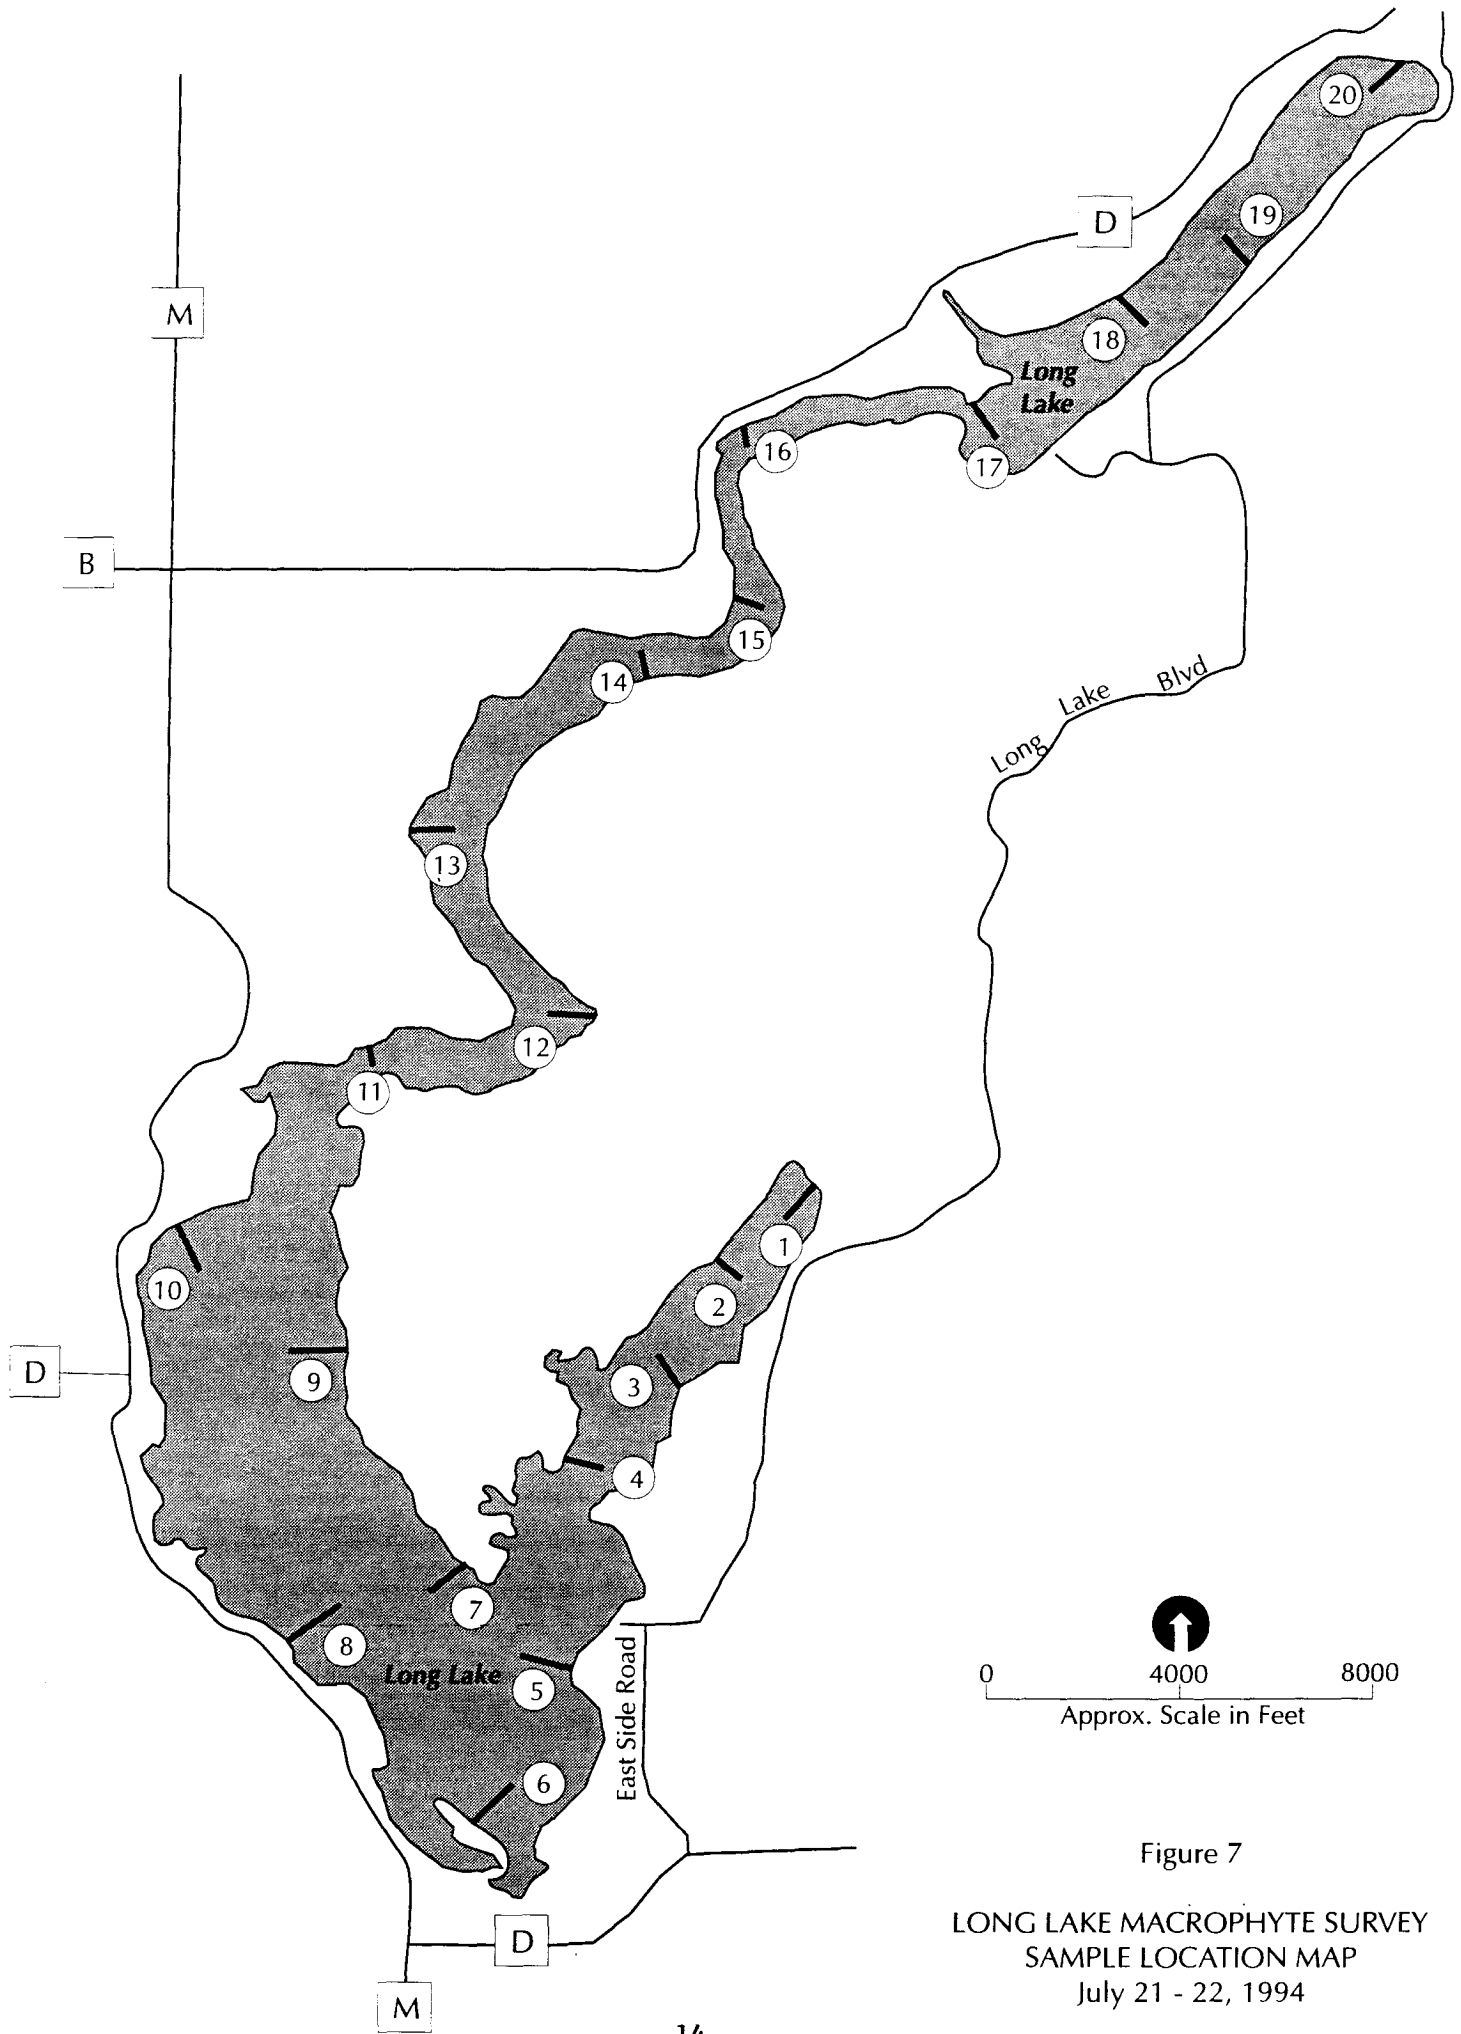 20
19
D
M
18
Long
Lake
16
17
B
15
14
Long Lake Blvd
13
12
11
1
10
2
D
9
3
4
7
8
Long Lake
5
East Side Road
6
0 4000 8000
Approx. Scale in Feet
Figure 7
LONG LAKE MACROPHYTE SURVEY
SAMPLE LOCATION MAP
July 21 - 22, 1994
D
M
14